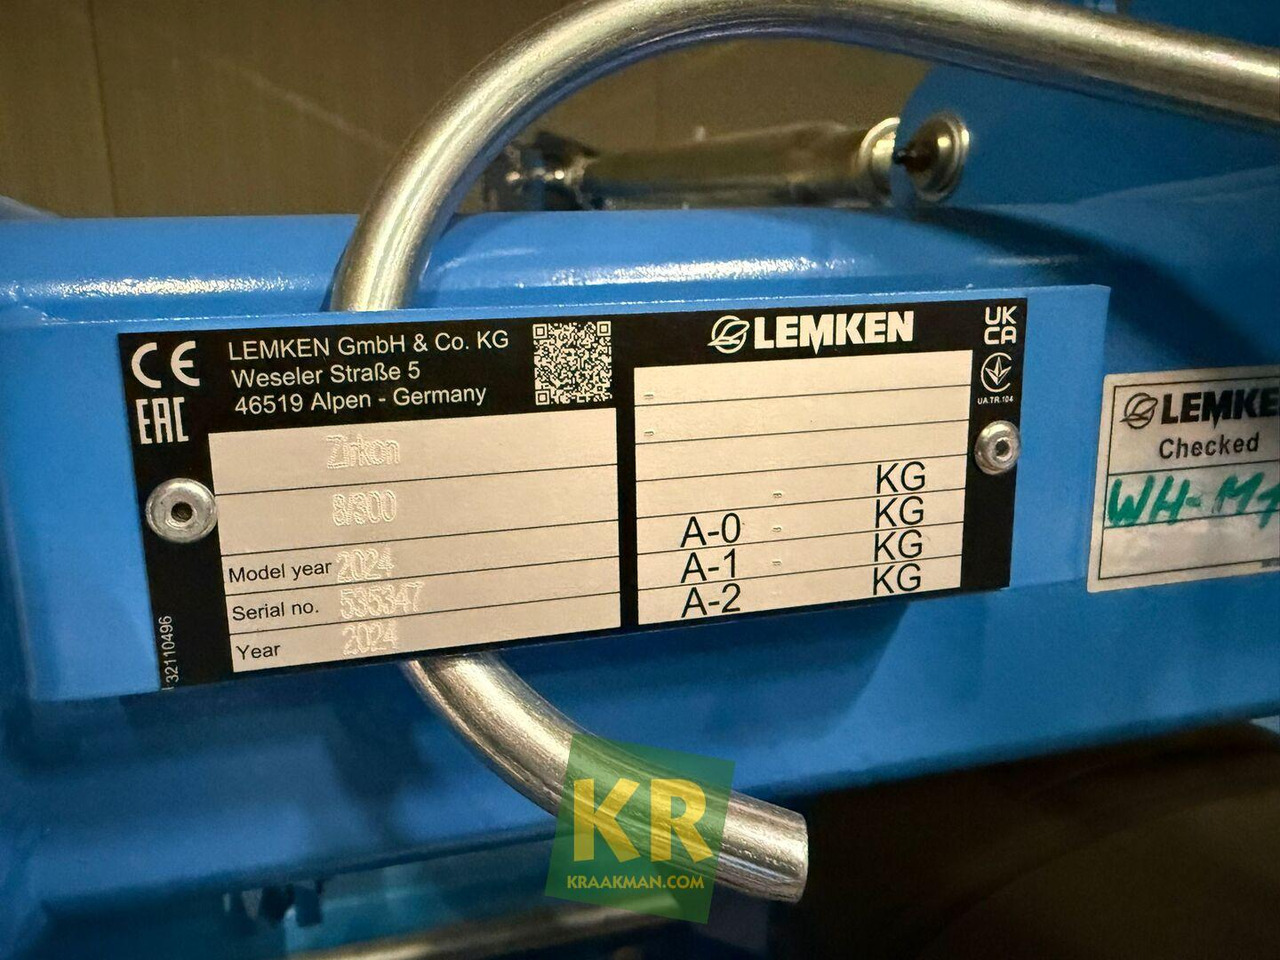 CE
EAC
LEMKEN GmbH & Co. KG
Weseler Straße 5
46519 Alpen - Germany
Zirkon
8/300
Model year 2024
Serial no. 535347
Year 2024
32110496
LEMKEN
UK
CA
UA.TR.104
-
-
- KG
A-0 - KG
A-1 - KG
A-2 KG
LEMKE
Checked
KR
KRAAKMAN.COM